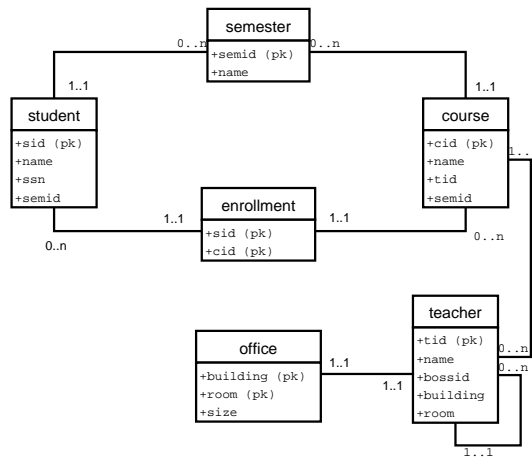 semester
0..n
+semid (pk)
0..n
+name
1..1
1..1
student
course
+sid (pk)
+name
+ssn
+semid
+cid (pk)
+name
+tid
+semid
1..
enrollment
1..1
1..1
+sid (pk)
+cid (pk)
0..n
0..n
teacher
+tid (pk)
+name
+bossid
+building
+room
0..n
0..n
office
1..1
+building (pk)
+room (pk)
+size
1..1
1..1